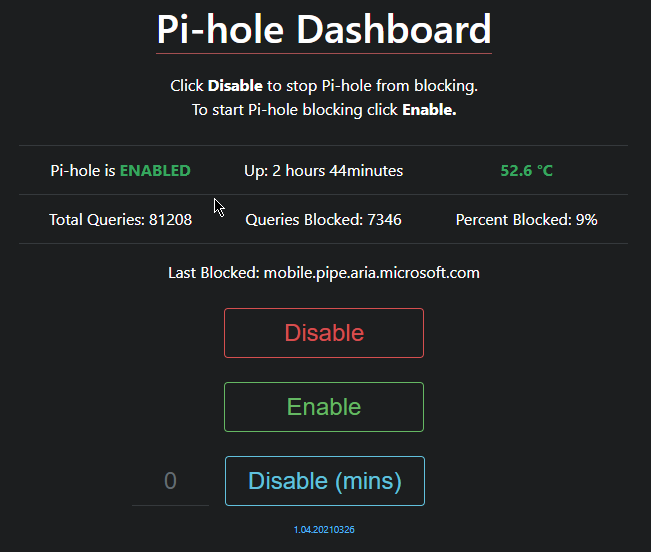 Pi-hole Dashboard
Click Disable to stop Pi-hole from blocking.
To start Pi-hole blocking click Enable.
Pi-hole is ENABLED Up: 2 hours 44minutes 52.6 °C
Total Queries: 81208 Queries Blocked: 7346 Percent Blocked: 9%
Last Blocked: mobile.pipe.aria.microsoft.com
Disable
Enable
0 Disable (mins)
1.04.20210326